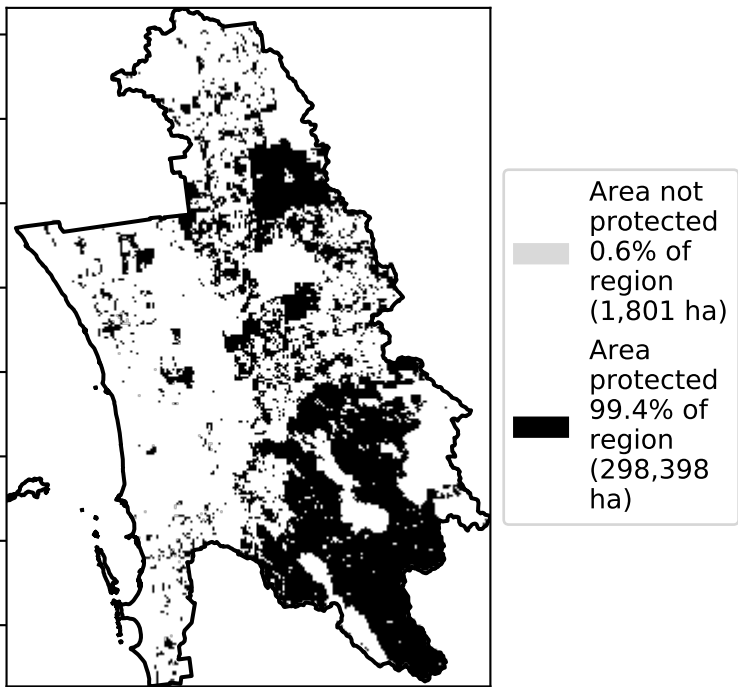 Area not
protected
0.6% of
region
(1,801 ha)
Area
protected
99.4% of
region
(298,398
ha)